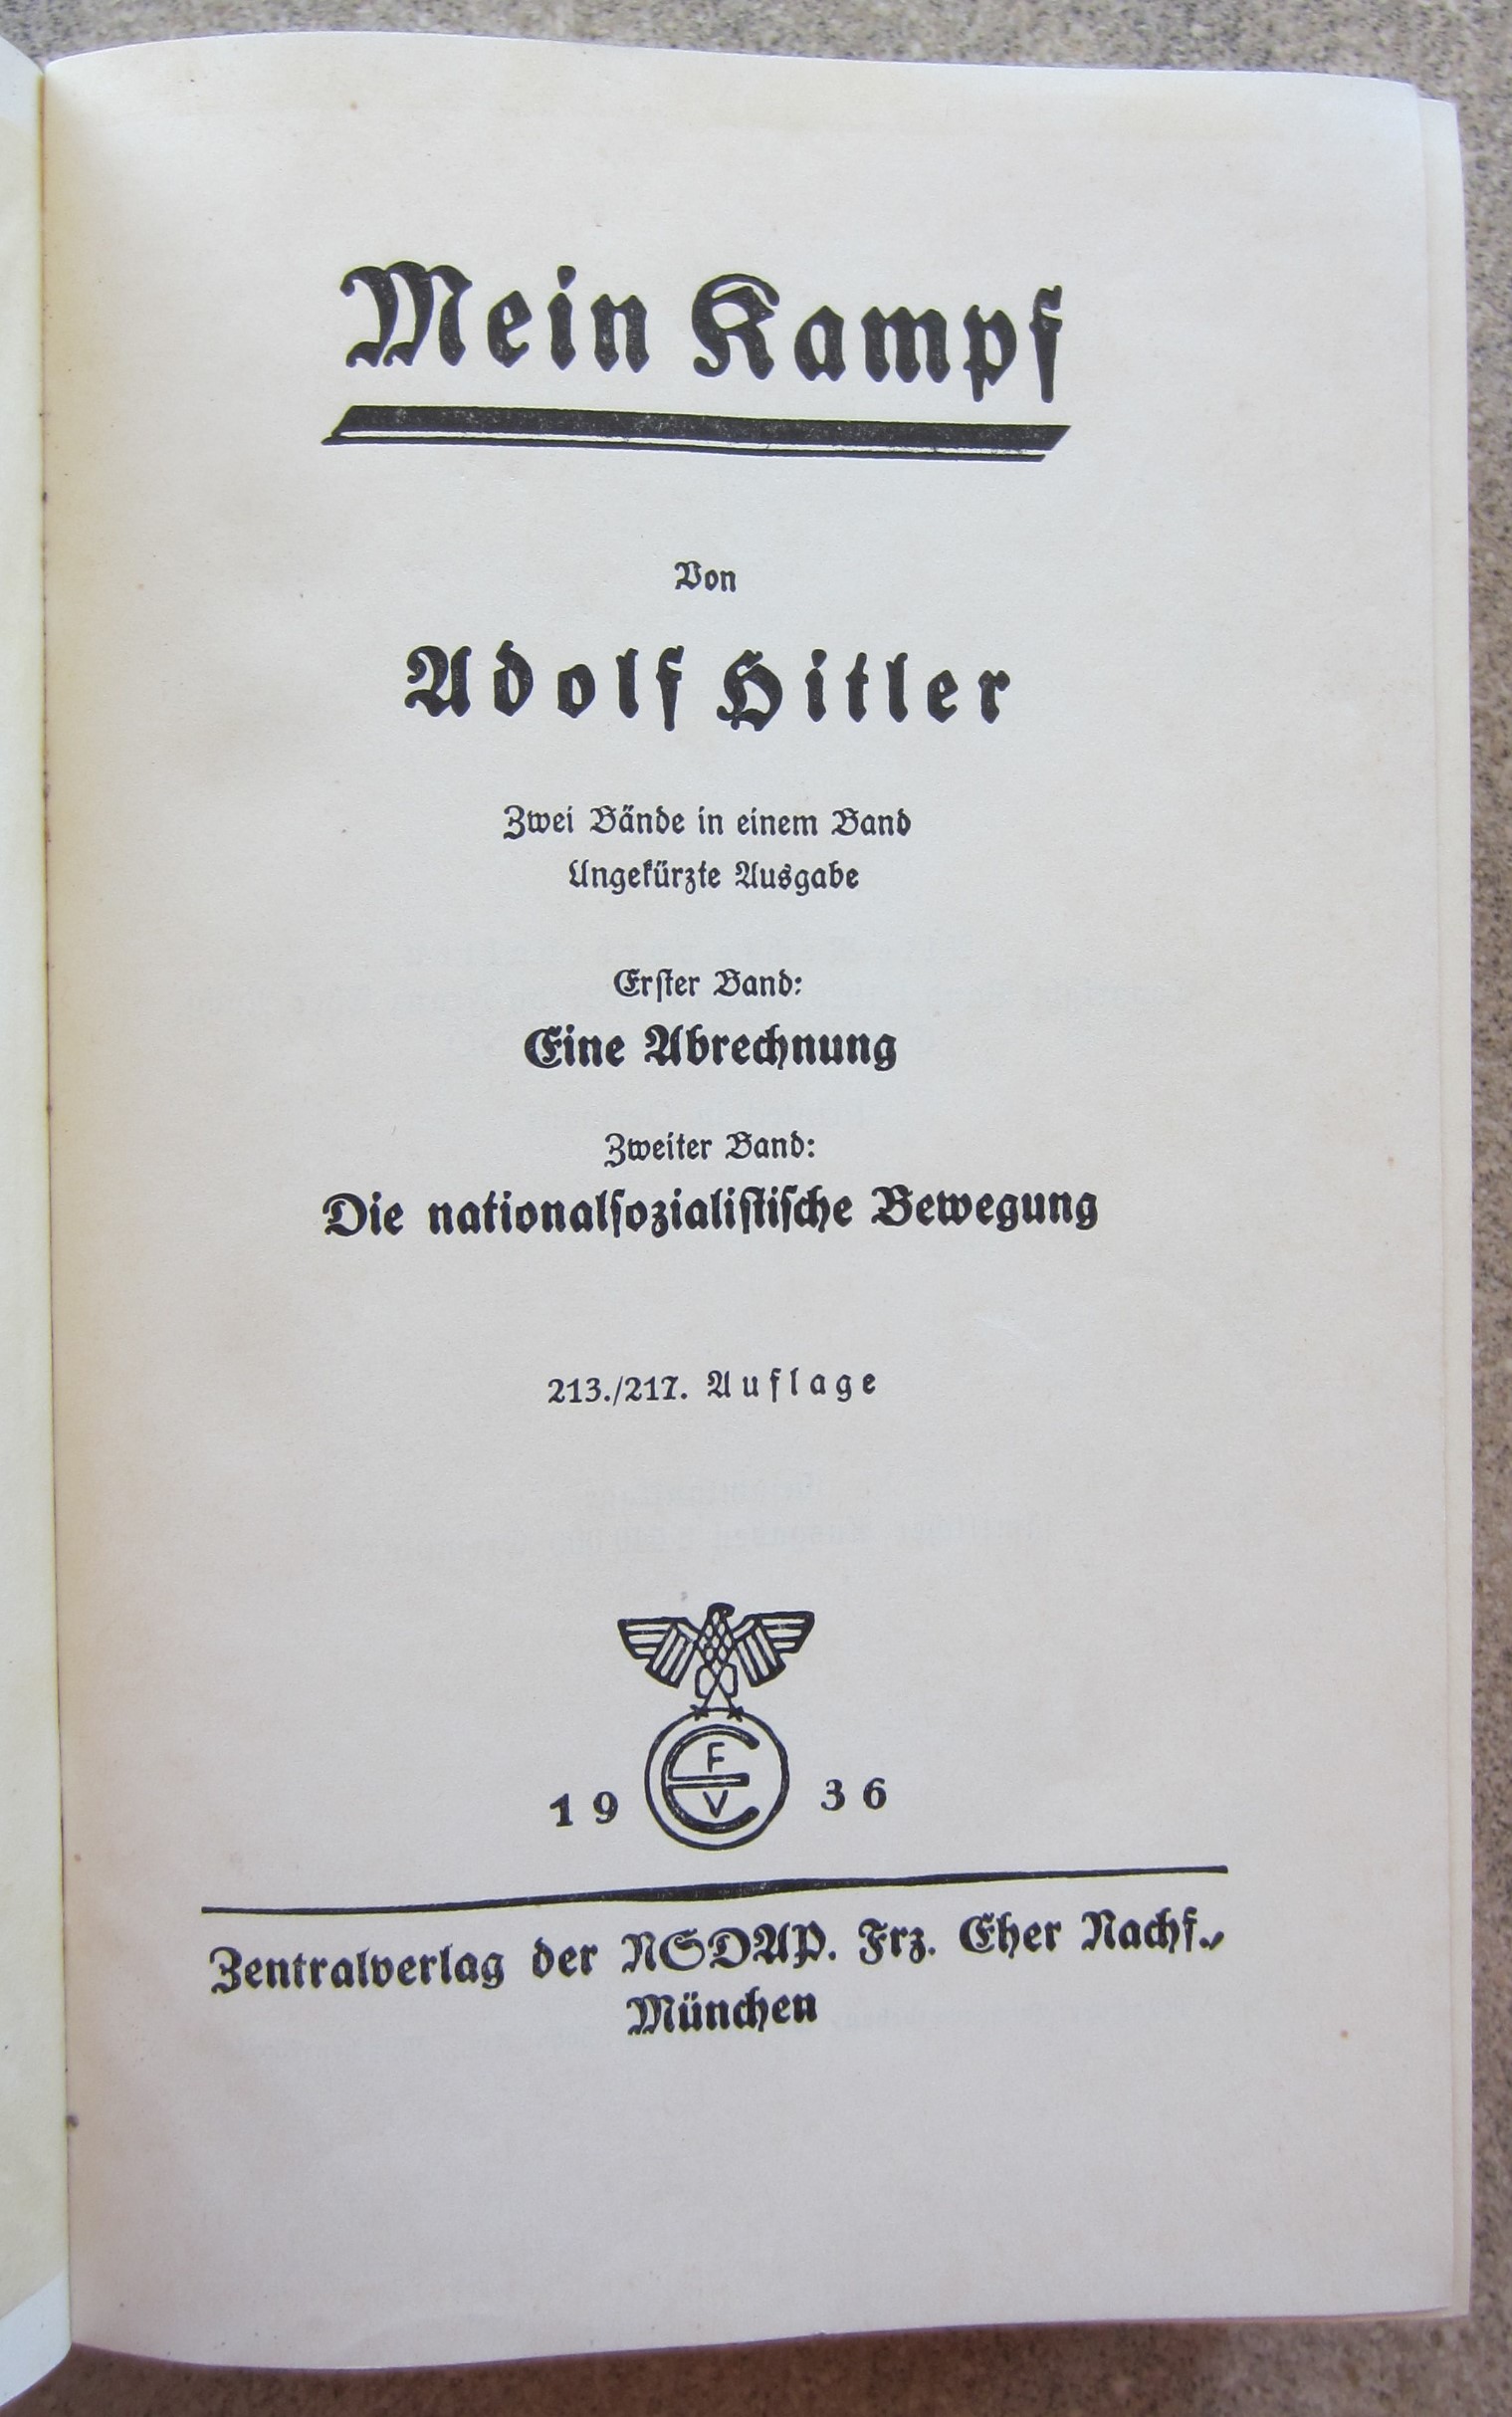 Mein Kampf
Von
Adolf Hitler
Zwei Bände in einem Band
Ungekürzte Ausgabe
Erſter Band:
Eine Abrechnung
Zweiter Band:
Die nationalſozialiſtiſche Bewegung
213./217. Auflage
F
E
V
19 36
Zentralverlag der NSDAP. Frz. Eher Nachf.,
München